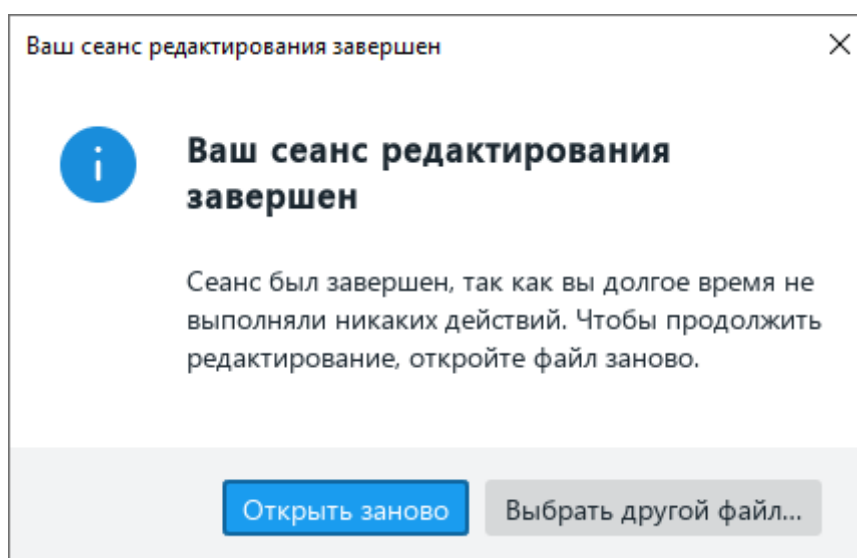 Ваш сеанс редактирования завершен
Ваш сеанс редактирования
завершен
Сеанс был завершен, так как вы долгое время не
выполняли никаких действий. Чтобы продолжить
редактирование, откройте файл заново.
Открыть заново
Выбрать другой файл...